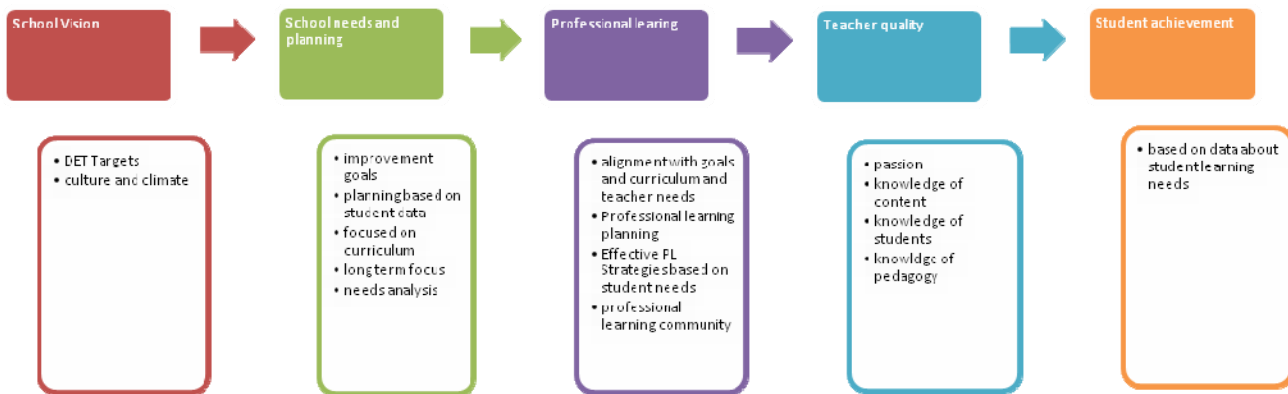 School Vision
School needs and
planning
Professional learing
Teacher quality
Student achievement
• DET Targets
• culture and climate
• improvement
goals
• planning based on
student data
• focused on
curriculum
• long term focus
• needs analysis
• alignment with goals
and curriculum and
teacher needs
• Professional learning
planning
• Effective PL
Strategies based on
student needs
• professional
learning community
• passion
• knowledge of
content
• knowledge of
students
• knowldge of
pedagogy
• based on data about
student learning
needs